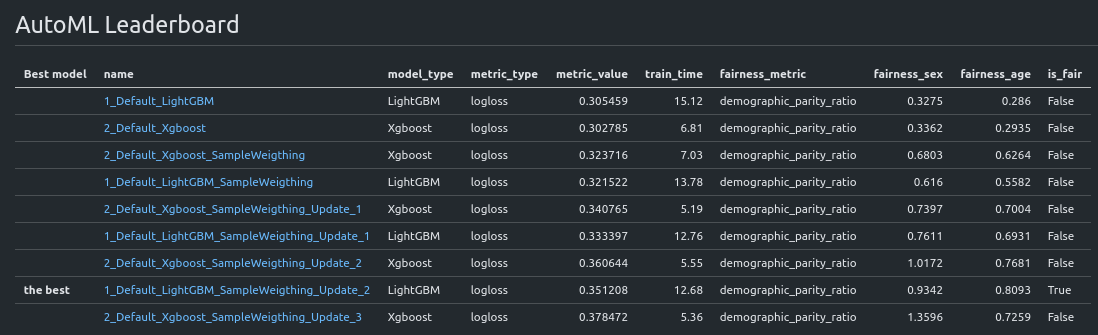 AutoML Leaderboard
Best model name model_type metric_type metric_value train_time fairness_metric fairness_sex fairness_age is_fair
1_Default_LightGBM LightGBM logloss 0.305459 15.12 demographic_parity_ratio 0.3275 0.286 False
2_Default_Xgboost Xgboost logloss 0.302785 6.81 demographic_parity_ratio 0.3362 0.2935 False
2_Default_Xgboost_SampleWeigthing Xgboost logloss 0.323716 7.03 demographic_parity_ratio 0.6803 0.6264 False
1_Default_LightGBM_SampleWeigthing LightGBM logloss 0.321522 13.78 demographic_parity_ratio 0.616 0.5582 False
2_Default_Xgboost_SampleWeigthing_Update_1 Xgboost logloss 0.340765 5.19 demographic_parity_ratio 0.7397 0.7004 False
1_Default_LightGBM_SampleWeigthing_Update_1 LightGBM logloss 0.333397 12.76 demographic_parity_ratio 0.7611 0.6931 False
2_Default_Xgboost_SampleWeigthing_Update_2 Xgboost logloss 0.360644 5.55 demographic_parity_ratio 1.0172 0.7681 False
the best 1_Default_LightGBM_SampleWeigthing_Update_2 LightGBM logloss 0.351208 12.68 demographic_parity_ratio 0.9342 0.8093 True
2_Default_Xgboost_SampleWeigthing_Update_3 Xgboost logloss 0.378472 5.36 demographic_parity_ratio 1.3596 0.7259 False